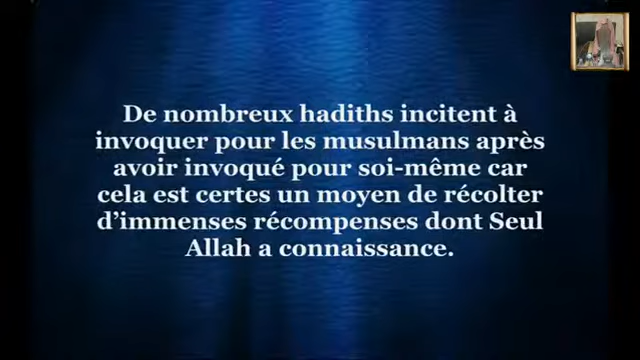 De nombreux hadiths incitent à
invoquer pour les musulmans après
avoir invoqué pour soi-même car
cela est certes un moyen de récolter
d'immenses récompenses dont Seul
Allah a connaissance.